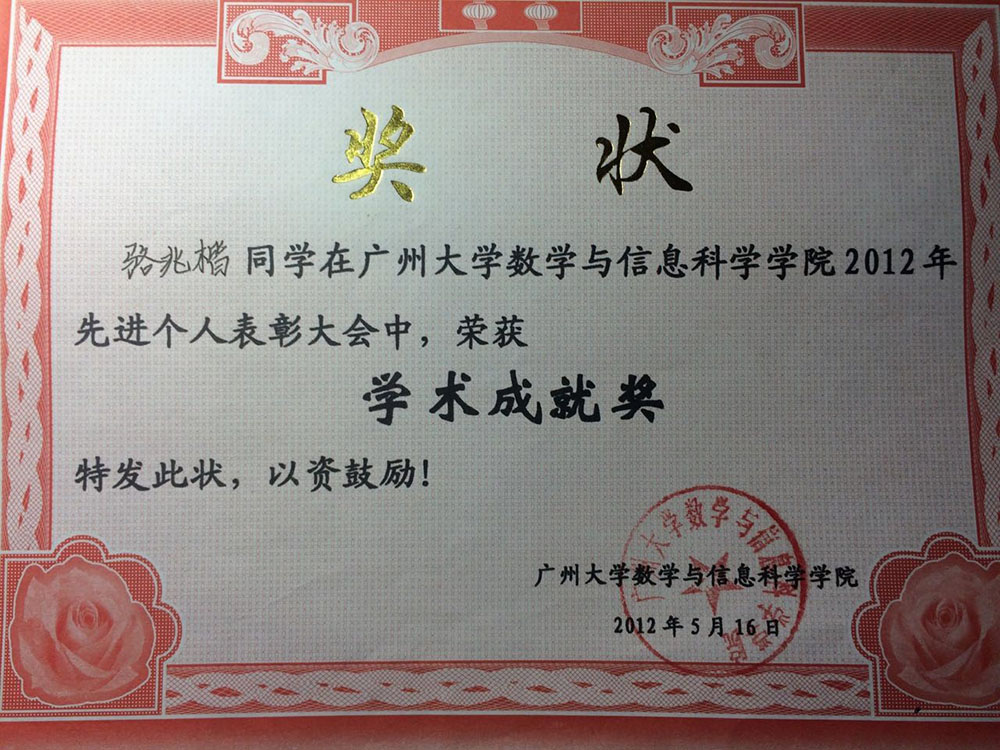 奖状
骆兆楷同学在广州大学数学与信息科学学院2012年
先进个人表彰大会中，荣获
学术成就奖
特发此状，以资鼓励！
广州大学数学与信息科学学院
广州大学数学与信息科学学院
2012年5月16日